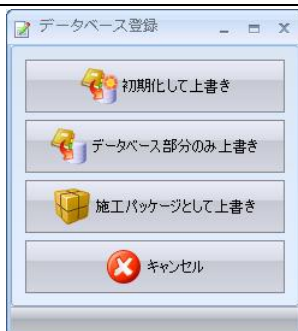 データベース登録
初期化して上書き
データベース部分のみ上書き
施工パッケージとして上書き
キャンセル